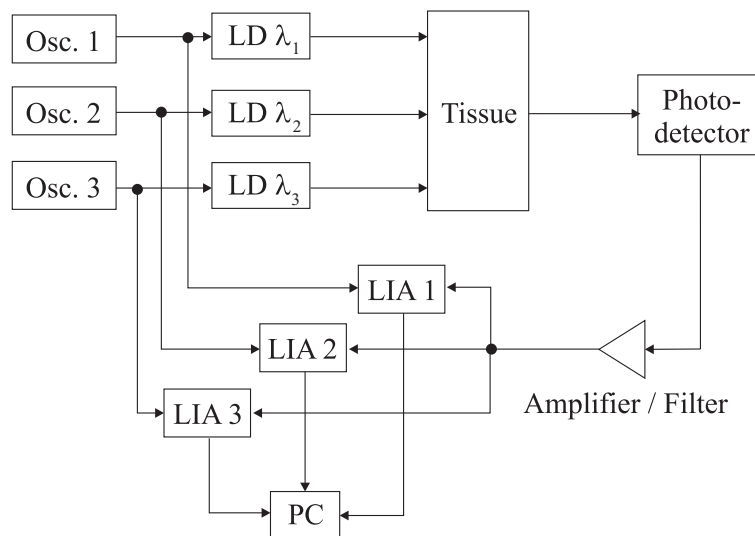 Osc. 1
LD λ₁
Osc. 2
LD λ₂
Osc. 3
LD λ₃
Tissue
Photo-
detector
LIA 1
LIA 2
LIA 3
Amplifier / Filter
PC